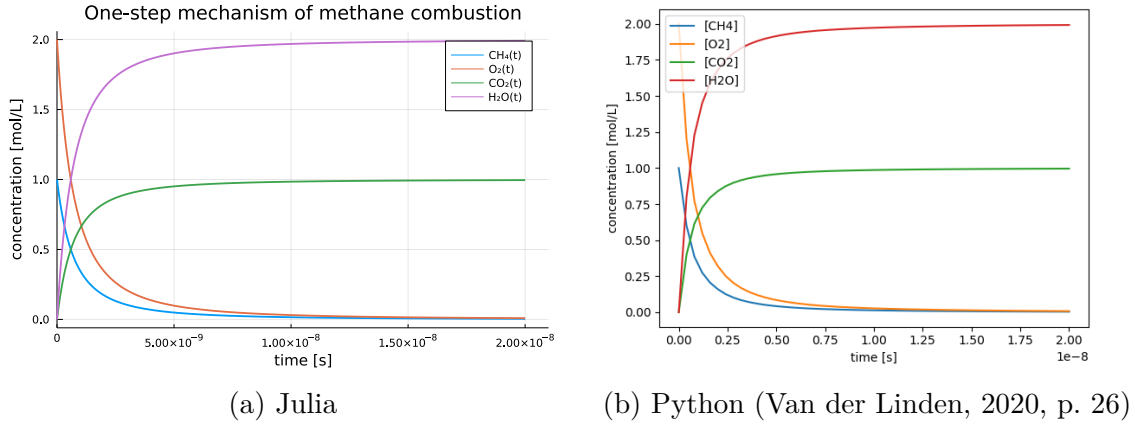 One-step mechanism of methane combustion
2.0
1.5
1.0
0.5
0.0
concentration [mol/L]
CH₄(t)
O₂(t)
CO₂(t)
H₂O(t)
0
5.00×10⁻⁹
1.00×10⁻⁸
1.50×10⁻⁸
2.00×10⁻⁸
time [s]
(a) Julia
2.00
1.75
1.50
1.25
1.00
0.75
0.50
0.25
0.00
concentration [mol/L]
[CH4]
[O2]
[CO2]
[H2O]
0.00
0.25
0.50
0.75
1.00
1.25
1.50
1.75
2.00
1e−8
time [s]
(b) Python (Van der Linden, 2020, p. 26)